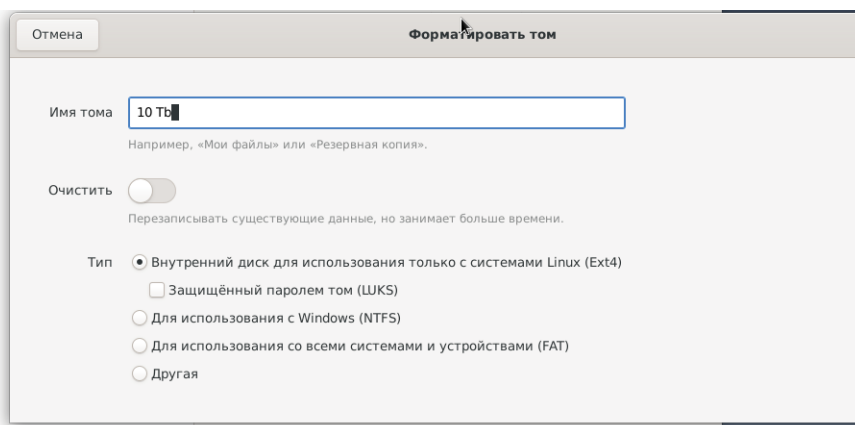 Отмена
Форматировать том
Имя тома
10 Tb
Например, «Мои файлы» или «Резервная копия».
Очистить
Перезаписывать существующие данные, но занимает больше времени.
Тип
Внутренний диск для использования только с системами Linux (Ext4)
Защищённый паролем том (LUKS)
Для использования с Windows (NTFS)
Для использования со всеми системами и устройствами (FAT)
Другая